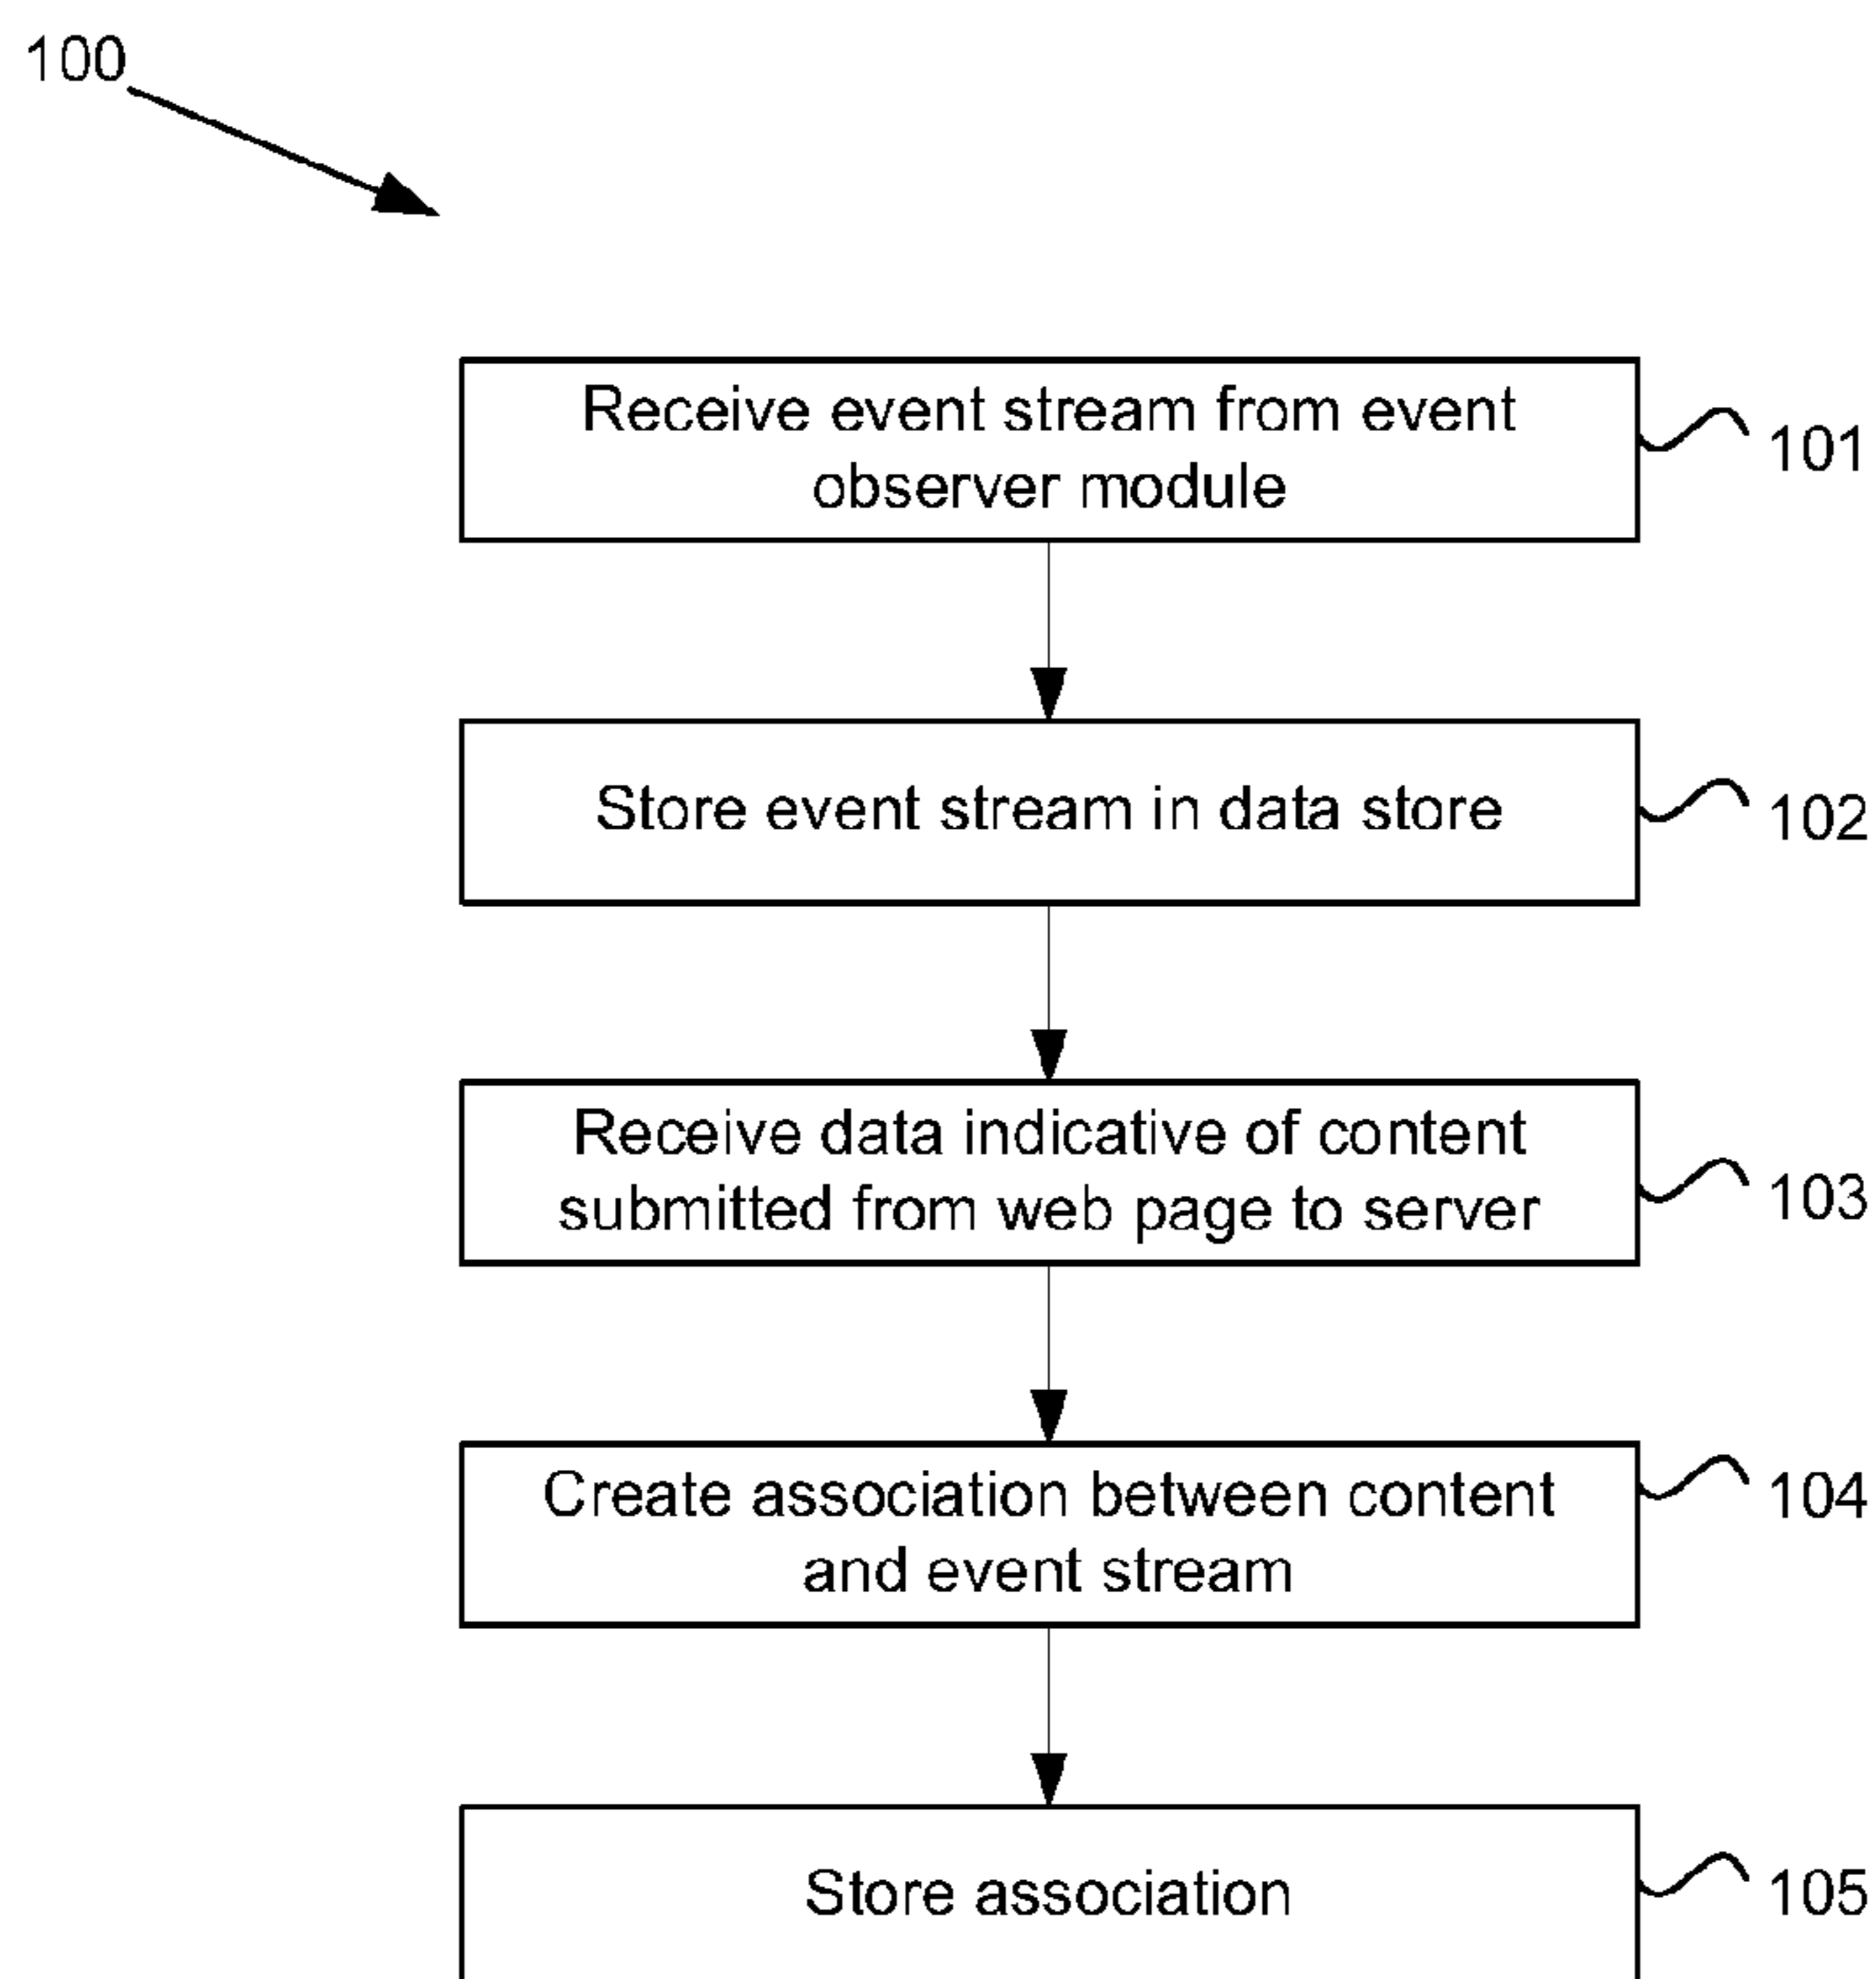 100
Receive event stream from event
observer module
101
Store event stream in data store
102
Receive data indicative of content
submitted from web page to server
103
Create association between content
and event stream
104
Store association
105